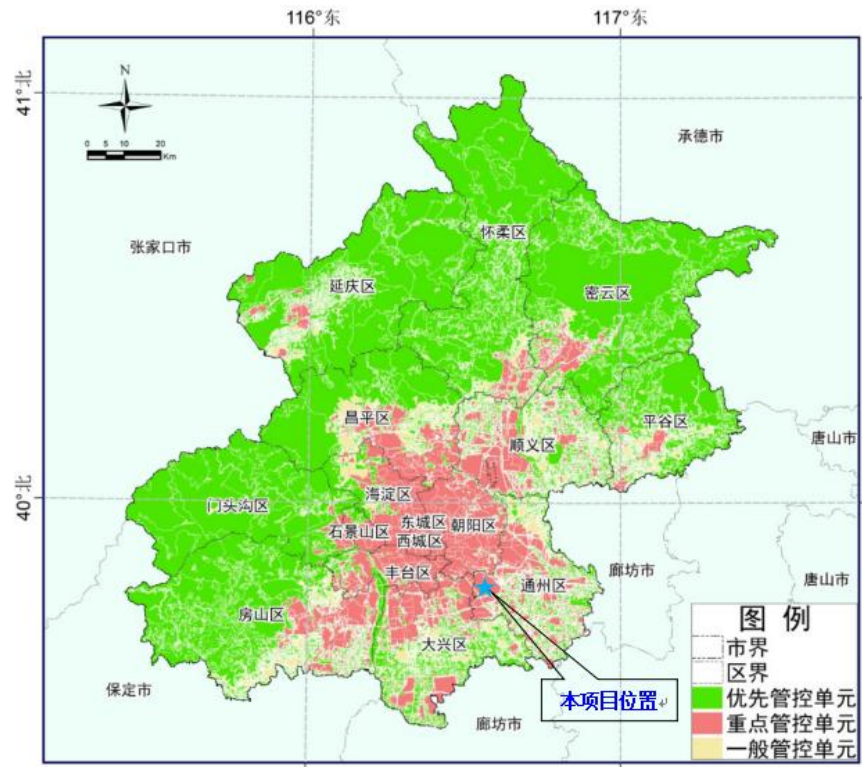 116°东
117°东
41°北
N
0 5 10 20
Km
承德市
怀柔区
张家口市
延庆区
密云区
昌平区
平谷区
顺义区
唐山市
40°北
海淀区
门头沟区
东城区
朝阳区
石景山区
西城区
丰台区
通州区
廊坊市
唐山市
房山区
大兴区
图 例
市界
区界
优先管控单元
重点管控单元
一般管控单元
保定市
本项目位置
廊坊市